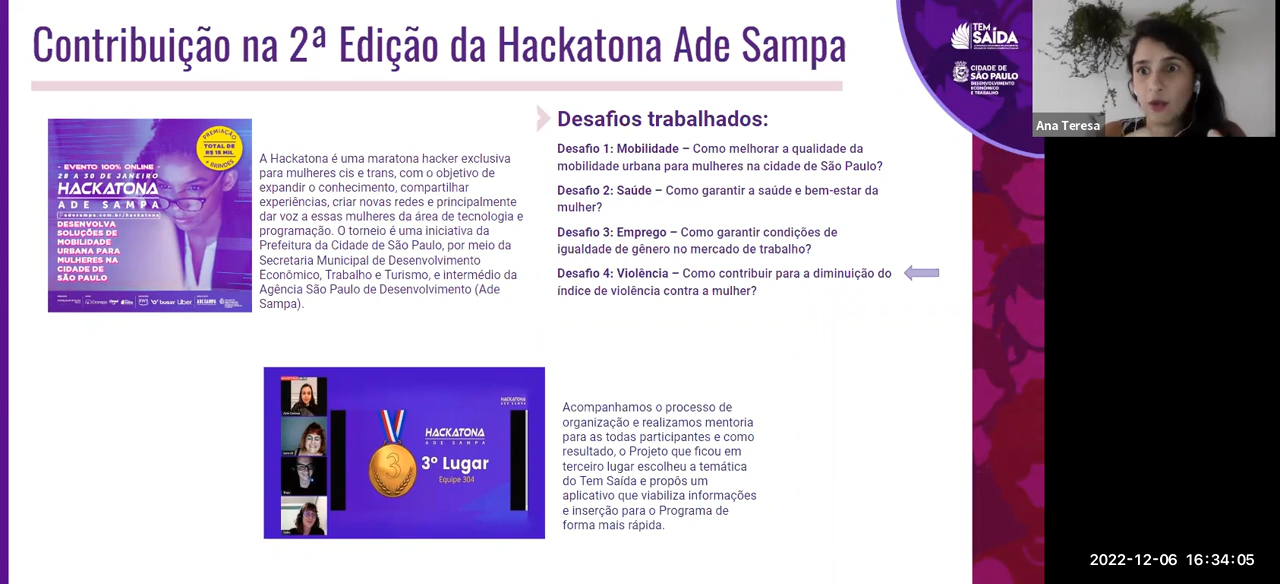 Contribuição na 2ª Edição da Hackatona Ade Sampa
TEM
SAÍDA
CIDADE DE
SÃO PAULO
DESENVOLVIMENTO
ECONÔMICO
E TRABALHO
Ana Teresa
PREMIAÇÃO
TOTAL DE
R$ 15 MIL
+ BRINDES
- EVENTO 100% ONLINE -
28 A 30 DE JANEIRO
HACKATONA
ADE SAMPA
DESENVOLVA
SOLUÇÕES DE
MOBILIDADE
URBANA PARA
MULHERES NA
CIDADE DE
SÃO PAULO
A Hackatona é uma maratona hacker exclusiva
para mulheres cis e trans, com o objetivo de
expandir o conhecimento, compartilhar
experiências, criar novas redes e principalmente
dar voz a essas mulheres da área de tecnologia e
programação. O torneio é uma iniciativa da
Prefeitura da Cidade de São Paulo, por meio da
Secretaria Municipal de Desenvolvimento
Econômico, Trabalho e Turismo, e intermédio da
Agência São Paulo de Desenvolvimento (Ade
Sampa).
Desafios trabalhados:
Desafio 1: Mobilidade – Como melhorar a qualidade da
mobilidade urbana para mulheres na cidade de São Paulo?
Desafio 2: Saúde – Como garantir a saúde e bem-estar da
mulher?
Desafio 3: Emprego – Como garantir condições de
igualdade de gênero no mercado de trabalho?
Desafio 4: Violência – Como contribuir para a diminuição do
índice de violência contra a mulher?
HACKATONA
ADE SAMPA
3
HACKATONA
ADE SAMPA
3º Lugar
Equipe 304
Acompanhamos o processo de
organização e realizamos mentoria
para as todas participantes e como
resultado, o Projeto que ficou em
terceiro lugar escolheu a temática
do Tem Saída e propôs um
aplicativo que viabiliza informações
e inserção para o Programa de
forma mais rápida.
2022-12-06 16:34:05